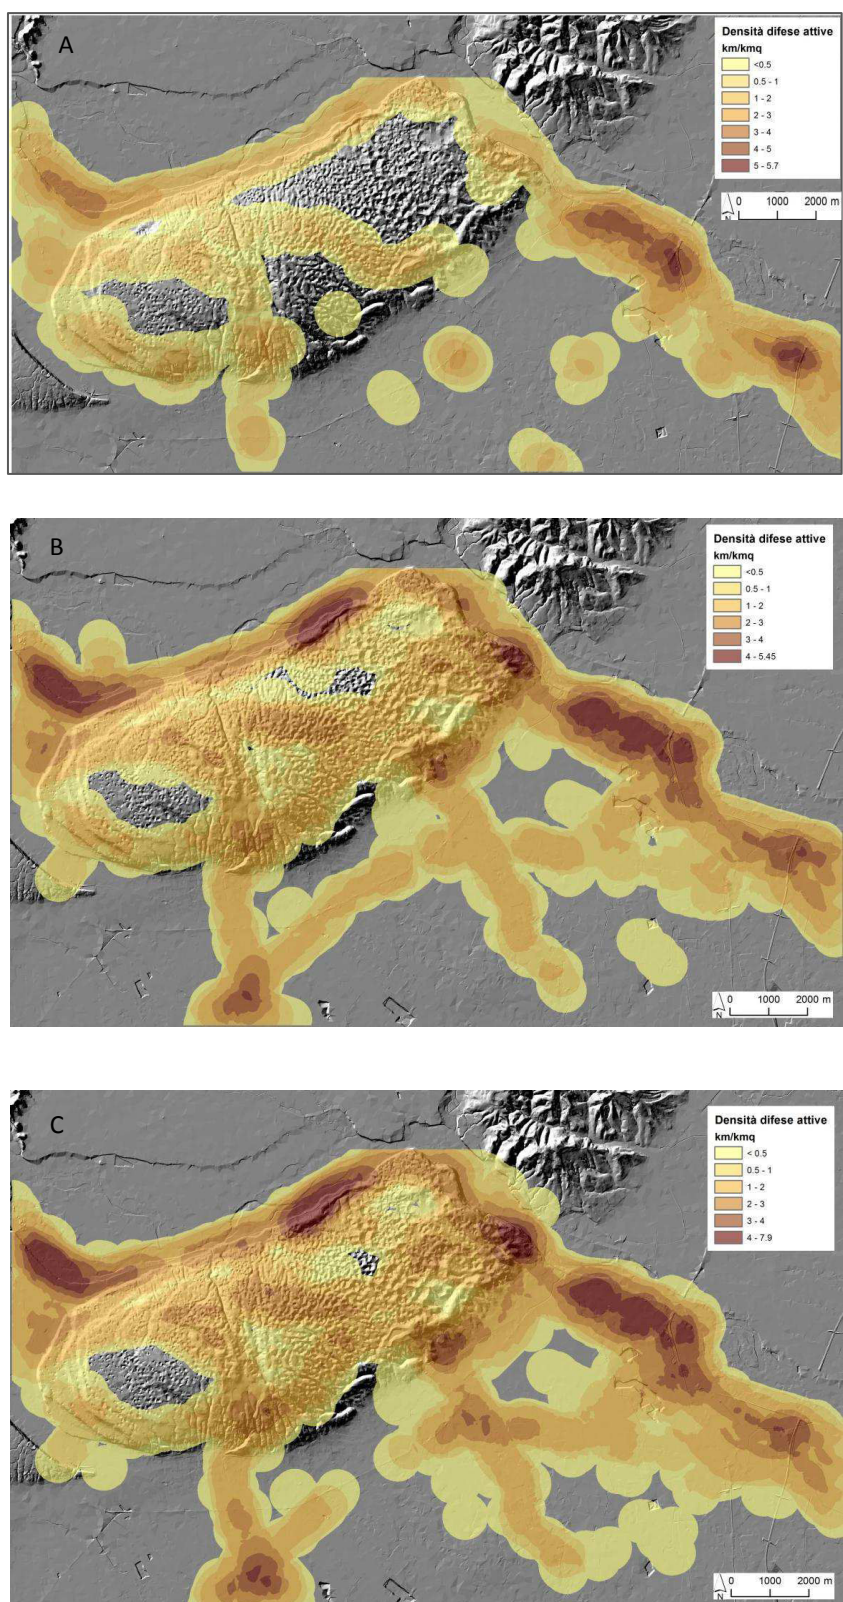 A
Densità difese attive
km/kmq
<0.5
0.5 - 1
1 - 2
2 - 3
3 - 4
4 - 5
5 - 5.7
N 0 1000 2000 m
B
Densità difese attive
km/kmq
<0.5
0.5 - 1
1 - 2
2 - 3
3 - 4
4 - 5.45
N 0 1000 2000 m
C
Densità difese attive
km/kmq
< 0.5
0.5 - 1
1 - 2
2 - 3
3 - 4
4 - 7.9
N 0 1000 2000 m